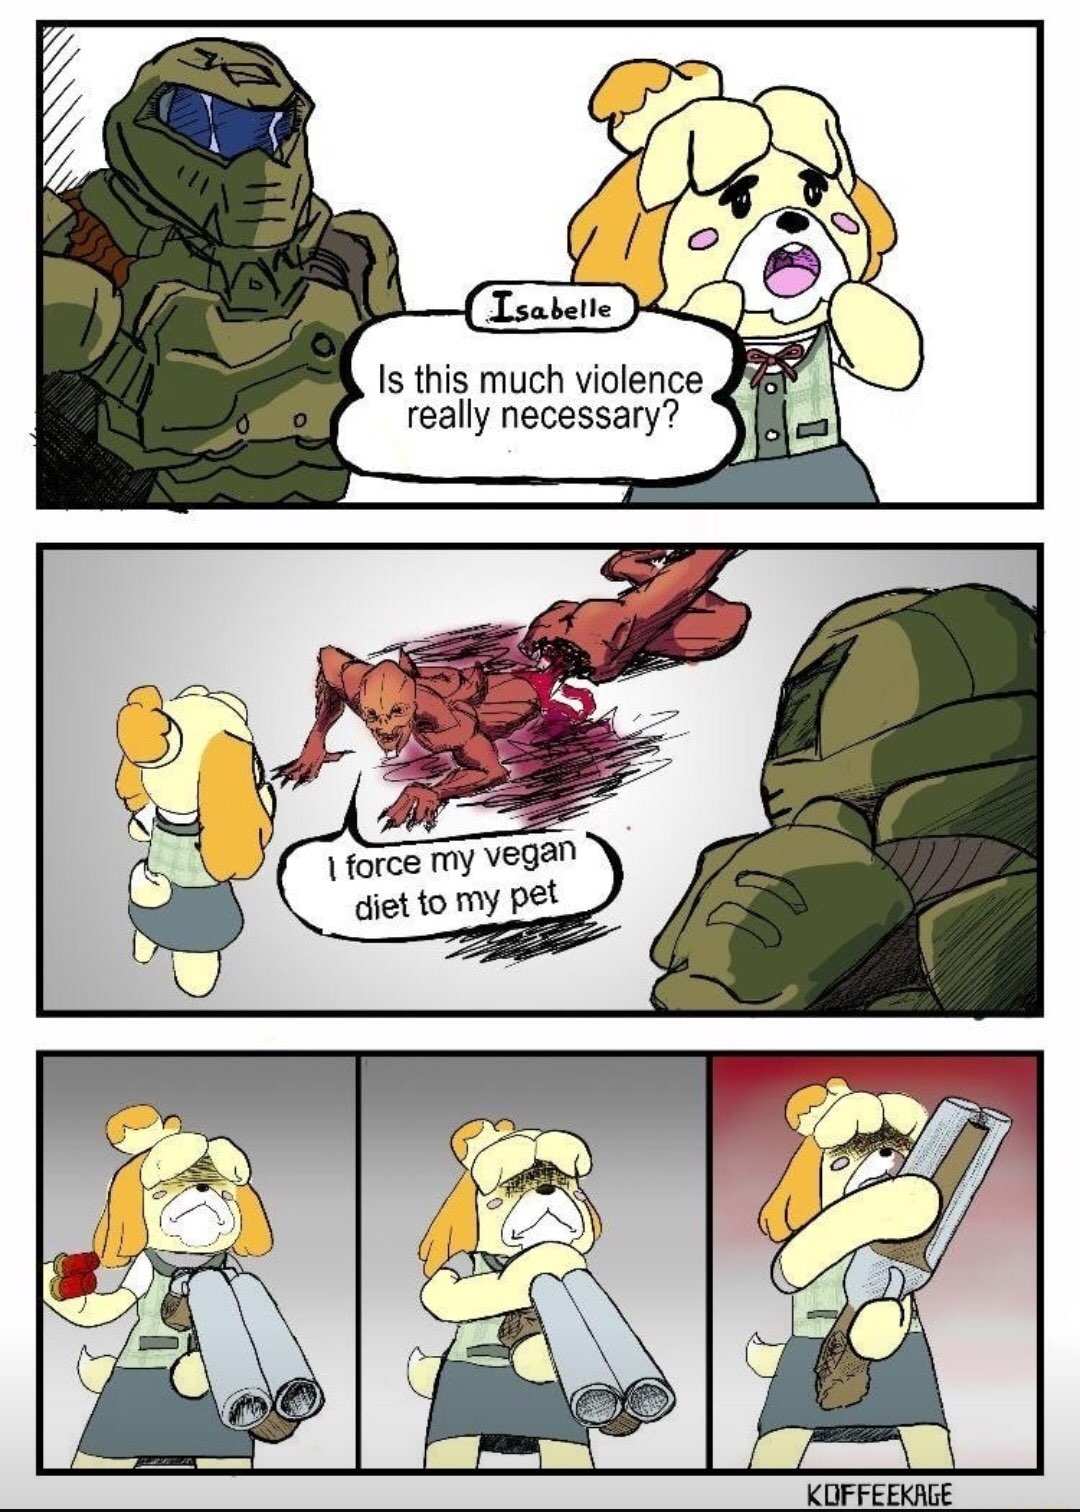 Isabelle
Is this much violence
really necessary?
I force my vegan
diet to my pet
KOFFEEKAGE